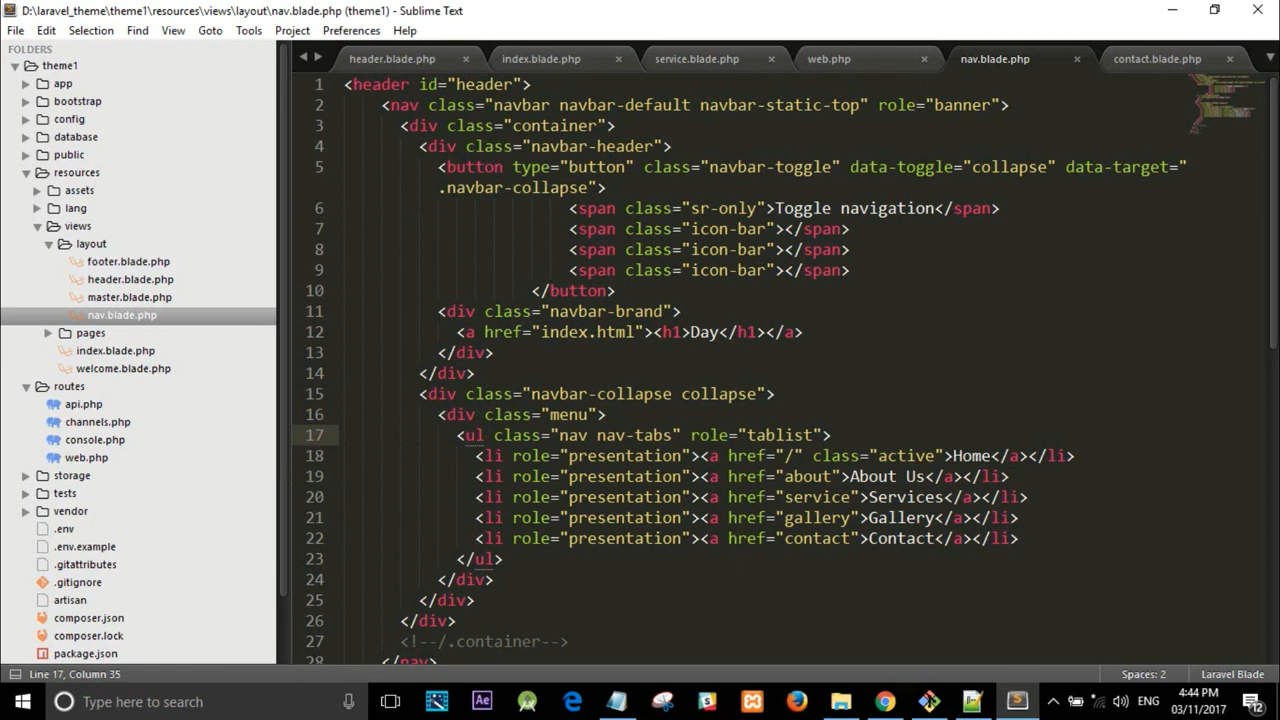 D:\laravel_theme\theme1\resources\views\layout\nav.blade.php (theme1) - Sublime Text
File Edit Selection Find View Goto Tools Project Preferences Help
FOLDERS
theme1
app
bootstrap
config
database
public
resources
assets
lang
views
layout
footer.blade.php
header.blade.php
master.blade.php
nav.blade.php
pages
index.blade.php
welcome.blade.php
routes
api.php
channels.php
console.php
web.php
storage
tests
vendor
.env
.env.example
.gitattributes
.gitignore
artisan
composer.json
composer.lock
package.json
header.blade.php index.blade.php service.blade.php web.php nav.blade.php contact.blade.php
1 <header id="header">
2 <nav class="navbar navbar-default navbar-static-top" role="banner">
3 <div class="container">
4 <div class="navbar-header">
5 <button type="button" class="navbar-toggle" data-toggle="collapse" data-target="
.navbar-collapse">
6 <span class="sr-only">Toggle navigation</span>
7 <span class="icon-bar"></span>
8 <span class="icon-bar"></span>
9 <span class="icon-bar"></span>
10 </button>
11 <div class="navbar-brand">
12 <a href="index.html"><h1>Day</h1></a>
13 </div>
14 </div>
15 <div class="navbar-collapse collapse">
16 <div class="menu">
17 <ul class="nav nav-tabs" role="tablist">
18 <li role="presentation"><a href="/" class="active">Home</a></li>
19 <li role="presentation"><a href="about">About Us</a></li>
20 <li role="presentation"><a href="service">Services</a></li>
21 <li role="presentation"><a href="gallery">Gallery</a></li>
22 <li role="presentation"><a href="contact">Contact</a></li>
23 </ul>
24 </div>
25 </div>
26 </div>
27 <!--/.container-->
28 </nav>
Line 17, Column 35
Spaces: 2 Laravel Blade
Type here to search
Ae
ENG
4:44 PM
03/11/2017
12